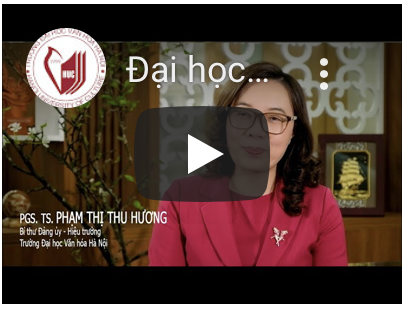 HUC
Đại học...
PGS. TS. PHẠM THỊ THU HƯƠNG
Bí thư Đảng ủy - Hiệu trưởng
Trường Đại học Văn hóa Hà Nội